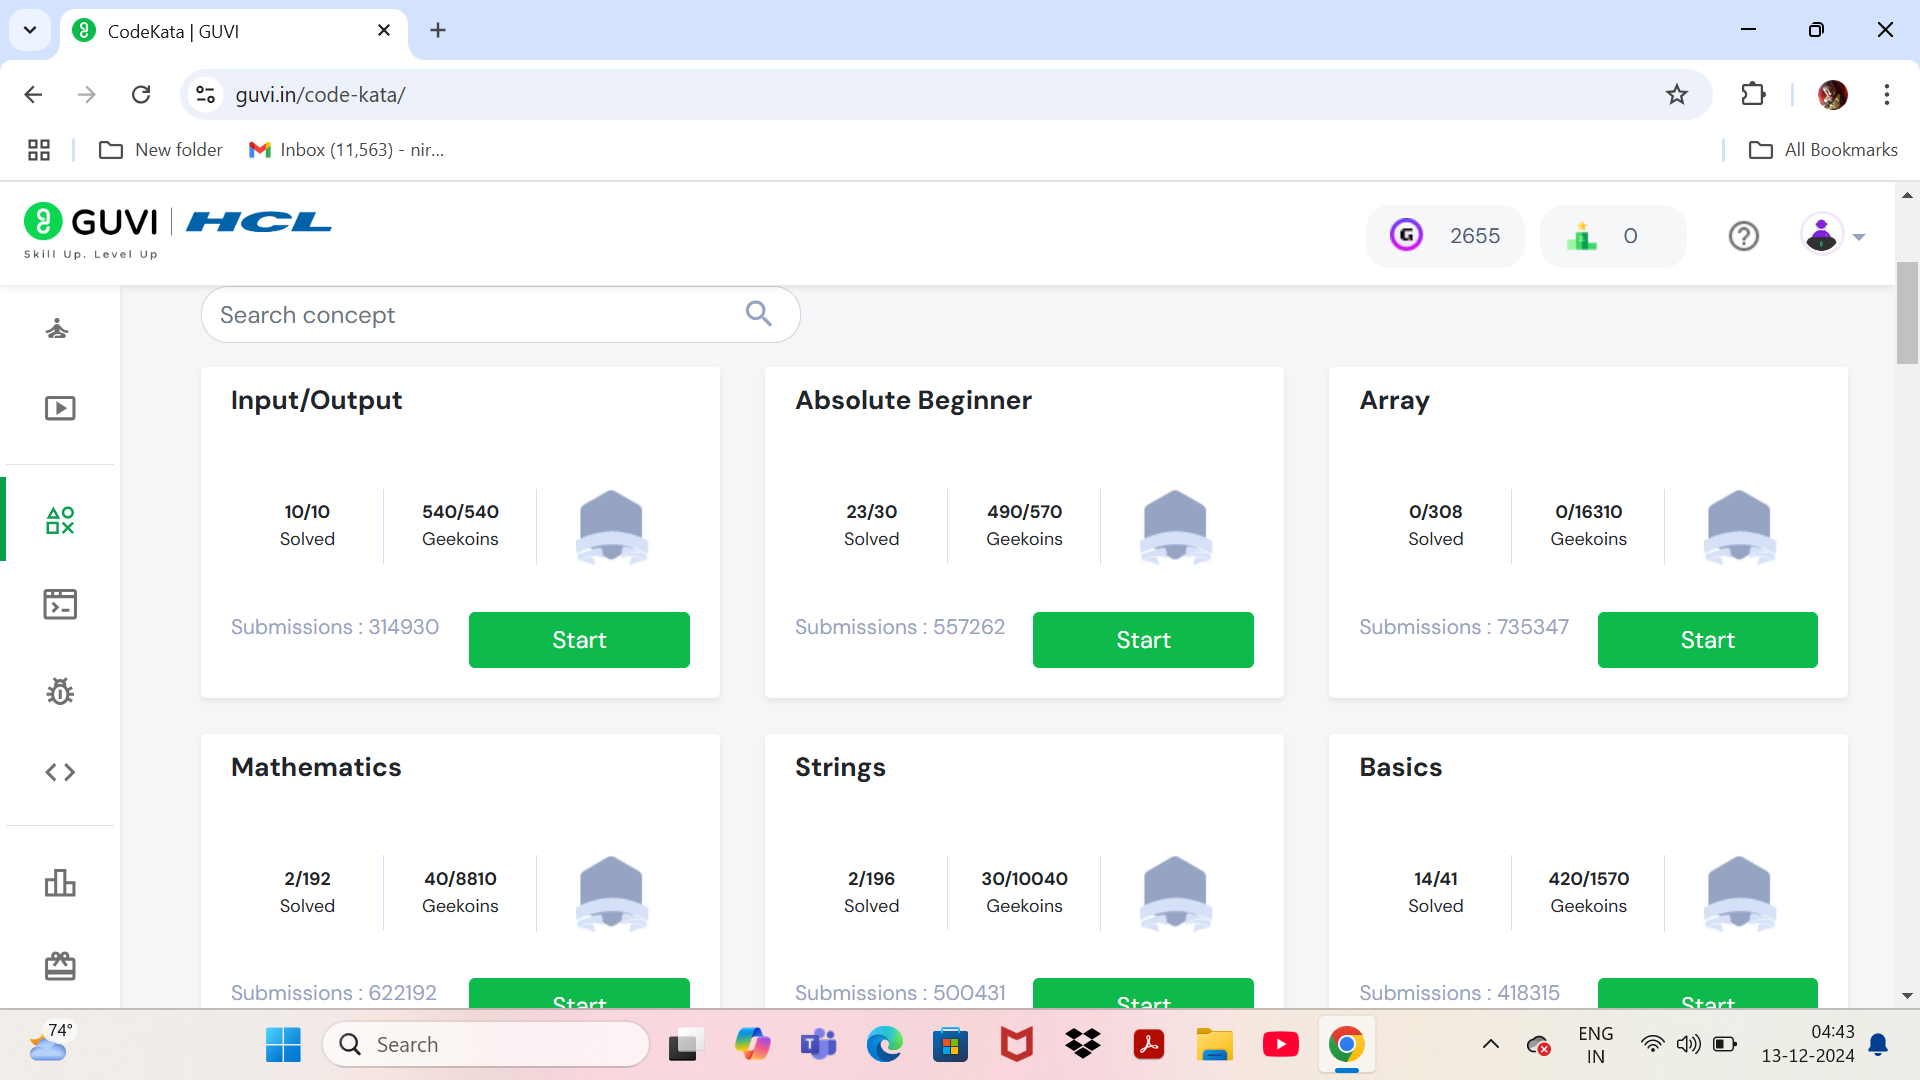 CodeKata | GUVI
guvi.in/code-kata/
New folder
Inbox (11,563) - nir...
All Bookmarks
GUVI | HCL
Skill Up. Level Up
G 2655
0
Search concept
Input/Output
10/10 540/540
Solved Geekoins
Submissions : 314930 Start
Absolute Beginner
23/30 490/570
Solved Geekoins
Submissions : 557262 Start
Array
0/308 0/16310
Solved Geekoins
Submissions : 735347 Start
Mathematics
2/192 40/8810
Solved Geekoins
Submissions : 622192 Start
Strings
2/196 30/10040
Solved Geekoins
Submissions : 500431 Start
Basics
14/41 420/1570
Solved Geekoins
Submissions : 418315 Start
74°
Search
ENG
IN
04:43
13-12-2024